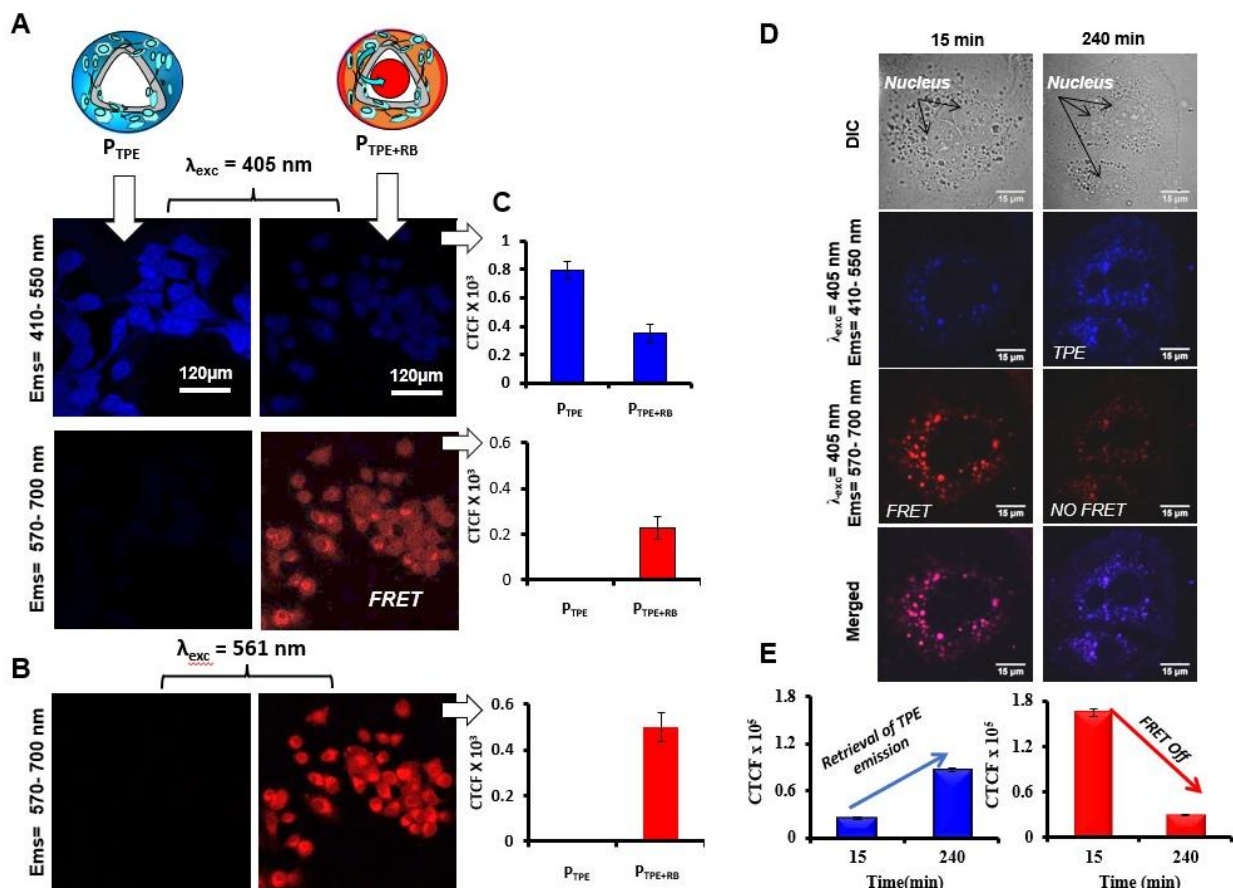 A
P_TPE
P_TPE+RB
λ_exc = 405 nm
Ems= 410- 550 nm
120µm
120µm
Ems= 570- 700 nm
FRET
B
λ_exc = 561 nm
Ems= 570- 700 nm
C
CTCF X 10³
1
0.8
0.6
0.4
0.2
0
P_TPE
P_TPE+RB
CTCF X 10³
0.6
0.4
0.2
0
P_TPE
P_TPE+RB
CTCF X 10³
0.6
0.4
0.2
0
P_TPE
P_TPE+RB
D
15 min
240 min
DIC
Nucleus
15 µm
Nucleus
15 µm
λ_exc= 405 nm
Ems= 410- 550 nm
15 µm
TPE
15 µm
λ_exc= 405 nm
Ems= 570- 700 nm
FRET
15 µm
NO FRET
15 µm
Merged
15 µm
15 µm
E
CTCF x 10⁵
1.8
1.2
0.6
0
Retrieval of TPE
emission
15
240
Time(min)
CTCF x 10⁵
1.8
1.2
0.6
0
FRET Off
15
240
Time (min)